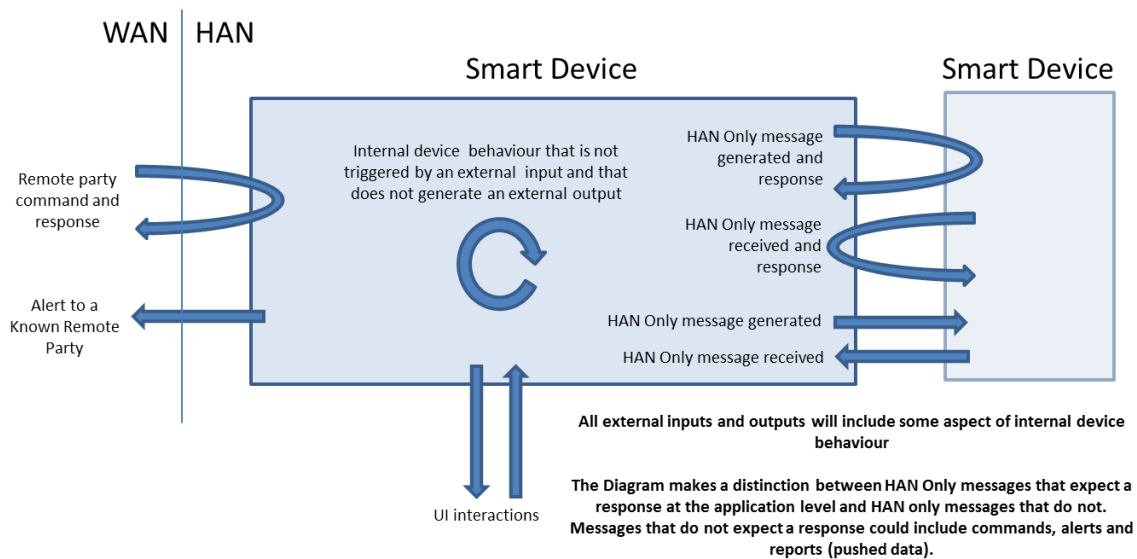 WAN HAN
Smart Device
Smart Device
Remote party
command and
response
Alert to a
Known Remote
Party
Internal device behaviour that is not
triggered by an external input and that
does not generate an external output
HAN Only message
generated and
response
HAN Only message
received and
response
HAN Only message generated
HAN Only message received
UI interactions
All external inputs and outputs will include some aspect of internal device
behaviour
The Diagram makes a distinction between HAN Only messages that expect a
response at the application level and HAN only messages that do not.
Messages that do not expect a response could include commands, alerts and
reports (pushed data).